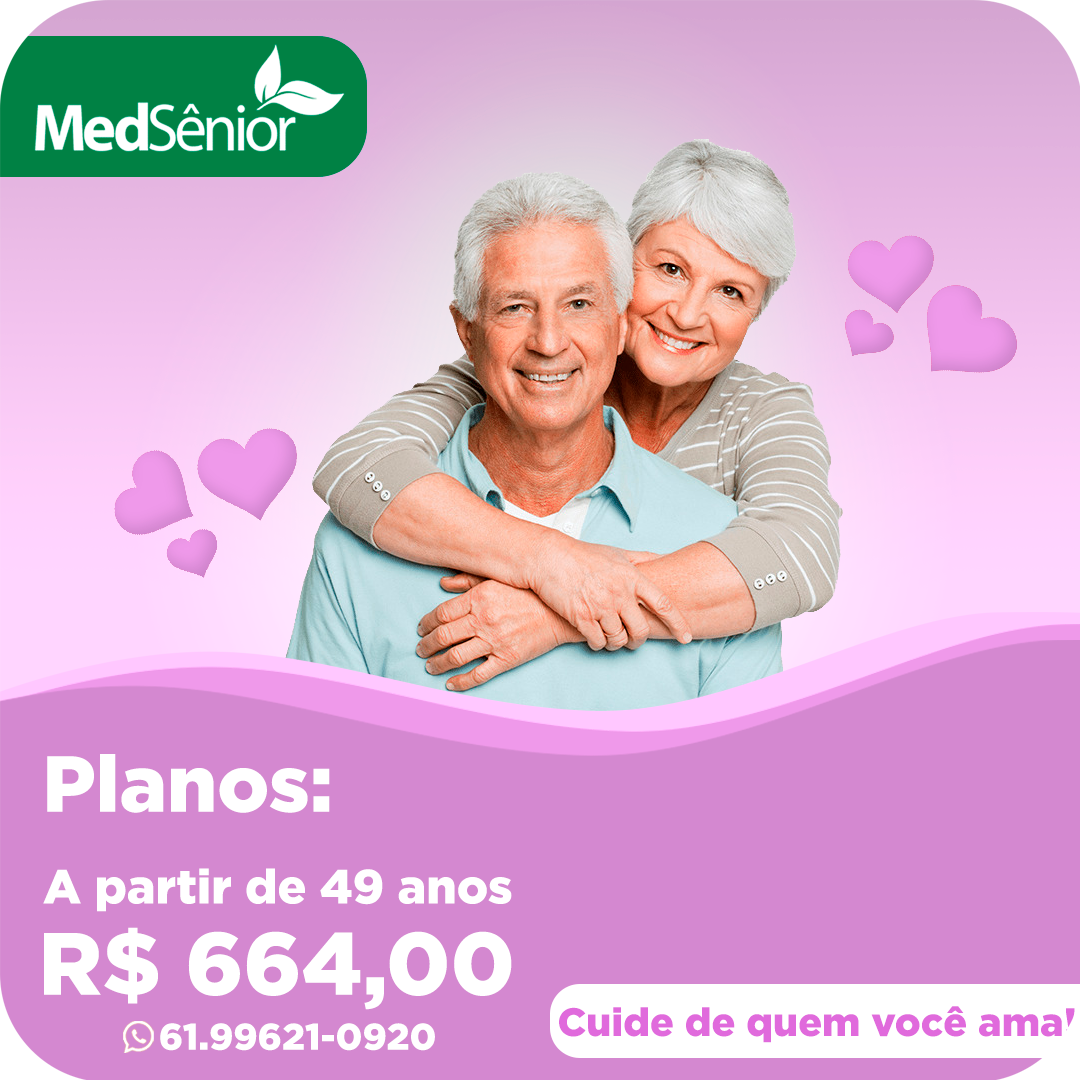 MedSênior
Planos:
A partir de 49 anos
R$ 664,00
61.99621-0920
Cuide de quem você ama!